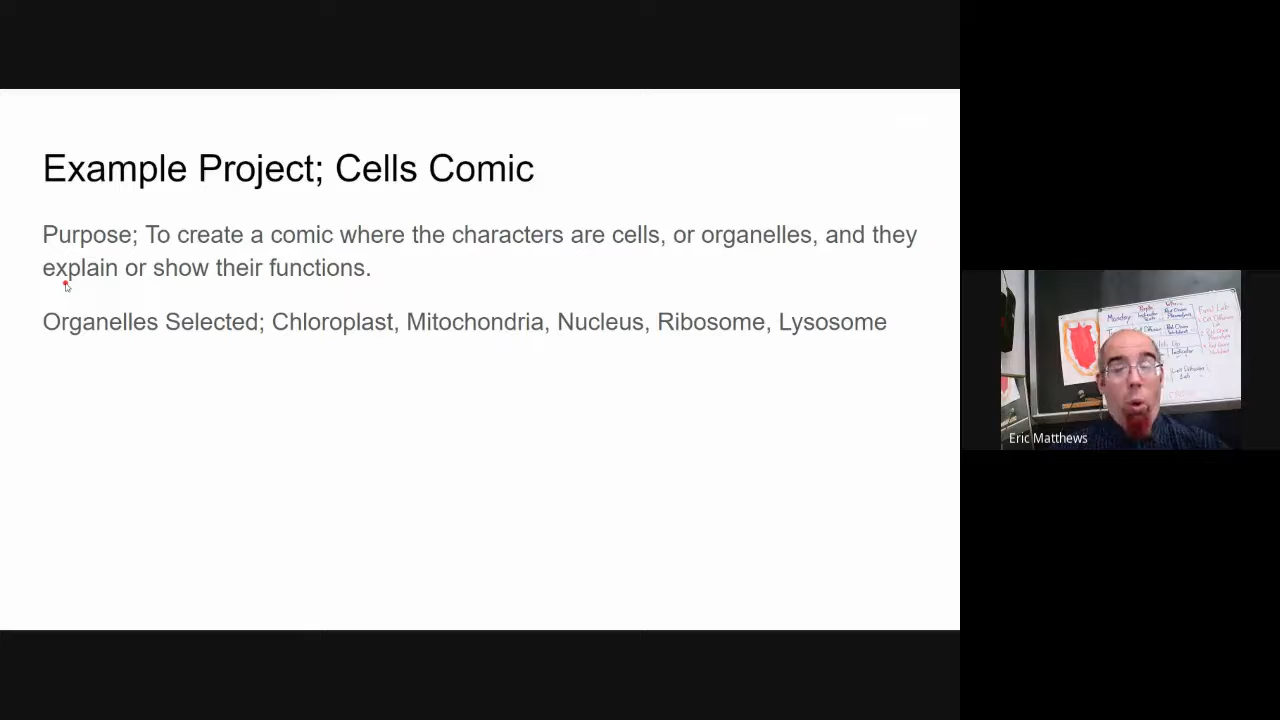 Example Project; Cells Comic
Purpose; To create a comic where the characters are cells, or organelles, and they
explain or show their functions.
Organelles Selected; Chloroplast, Mitochondria, Nucleus, Ribosome, Lysosome
Monday
Eric Matthews